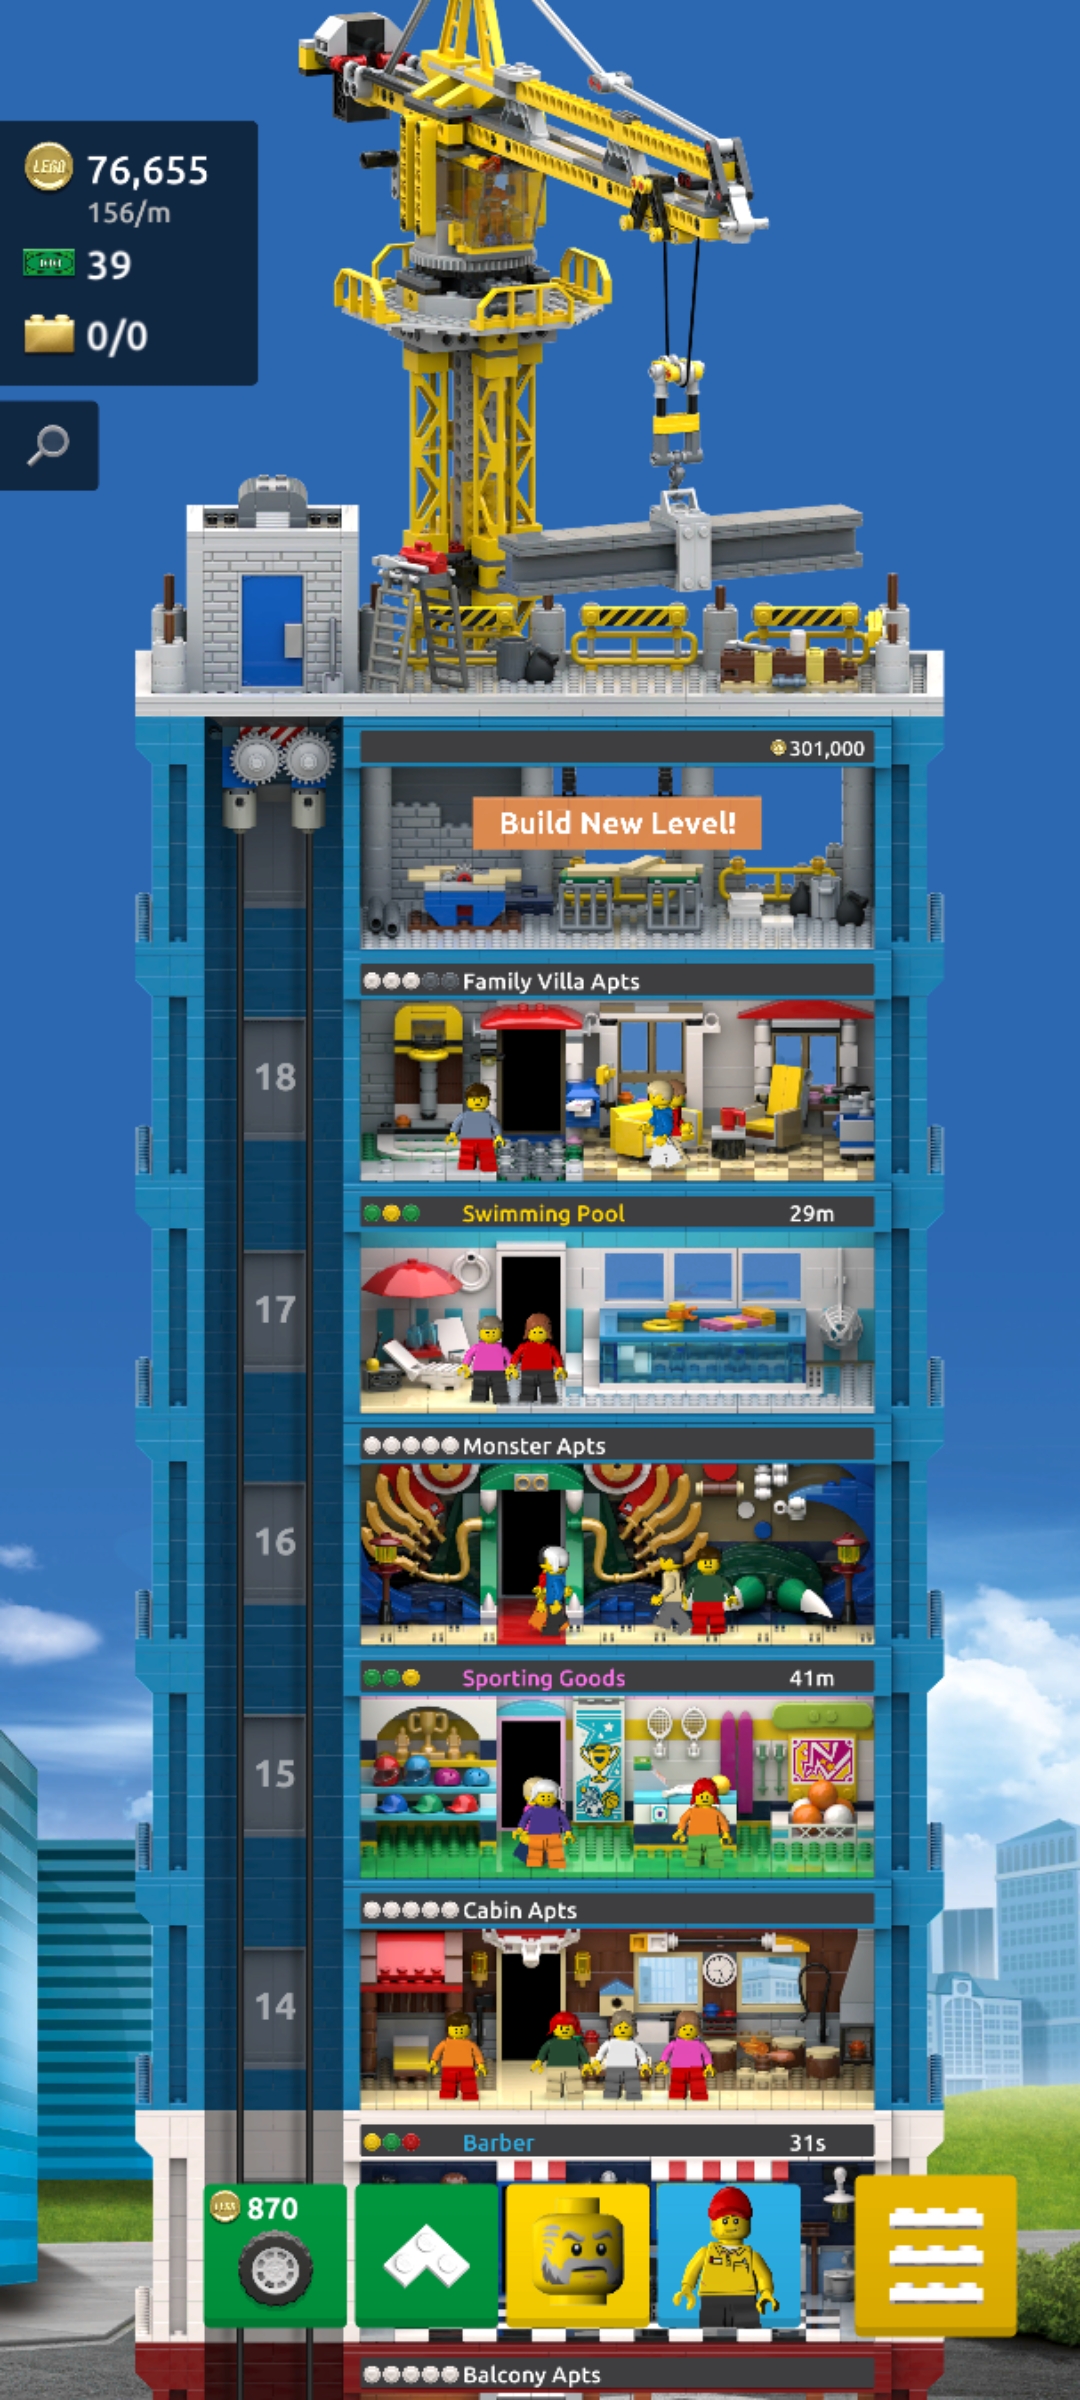 LEGO 76,655
156/m
39
0/0
301,000
Build New Level!
Family Villa Apts
18
Swimming Pool 29m
17
Monster Apts
16
Sporting Goods 41m
15
Cabin Apts
14
Barber 31s
870
Balcony Apts